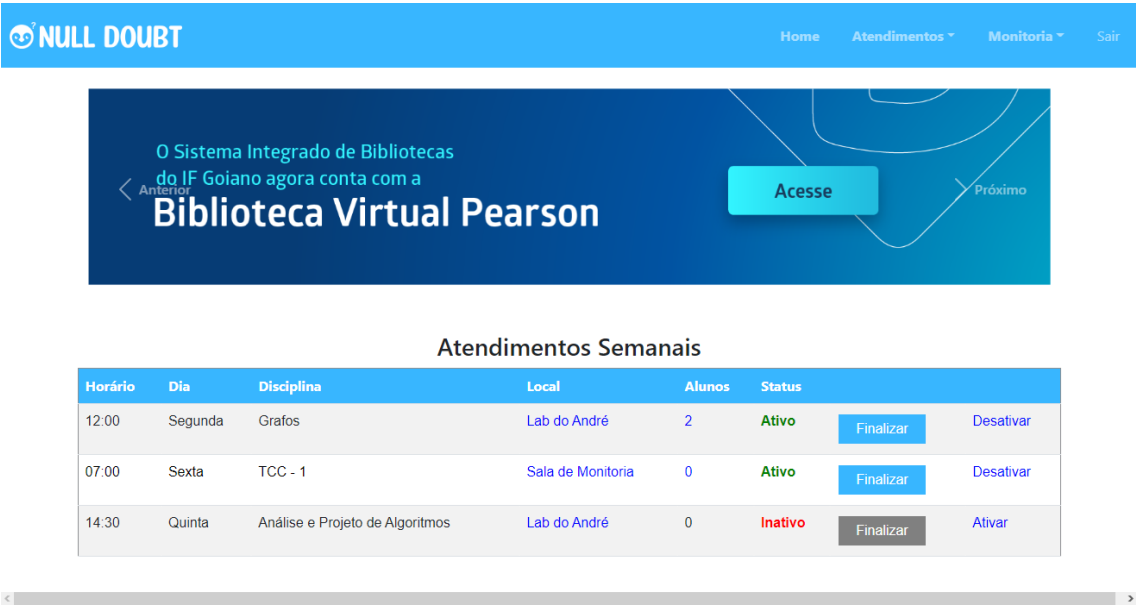 NULL DOUBT Home Atendimentos Monitoria Sair
O Sistema Integrado de Bibliotecas
do IF Goiano agora conta com a
Anterior
Biblioteca Virtual Pearson
Acesse
Próximo
Atendimentos Semanais
Horário Dia Disciplina Local Alunos Status
12:00 Segunda Grafos Lab do André 2 Ativo Finalizar Desativar
07:00 Sexta TCC - 1 Sala de Monitoria 0 Ativo Finalizar Desativar
14:30 Quinta Análise e Projeto de Algoritmos Lab do André 0 Inativo Finalizar Ativar